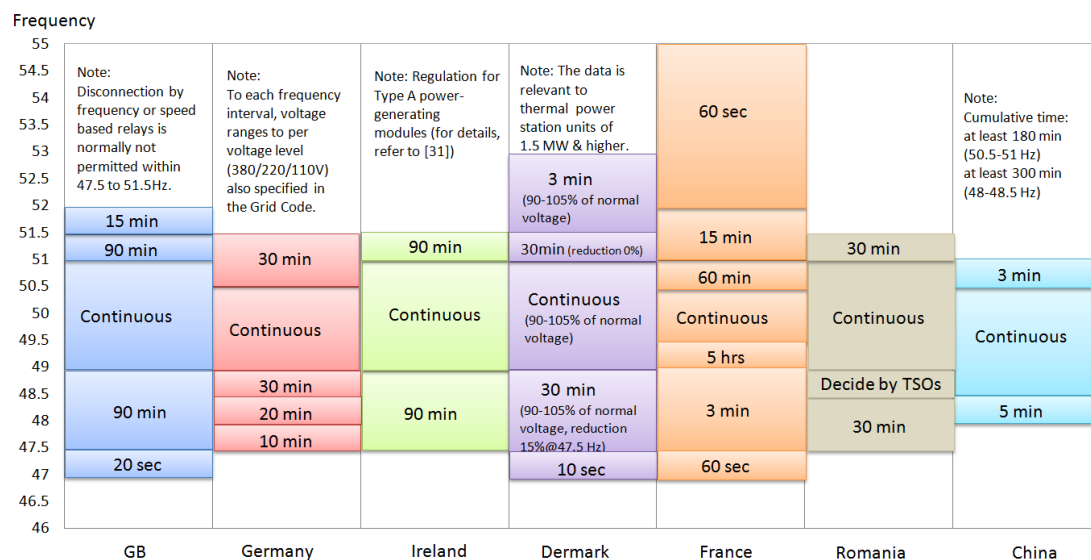 Frequency
55
54.5
54
53.5
53
52.5
52
51.5
51
50.5
50
49.5
49
48.5
48
47.5
47
46.5
46
Note:
Disconnection by
frequency or speed
based relays is
normally not
permitted within
47.5 to 51.5Hz.
15 min
90 min
Continuous
90 min
20 sec
GB
Note:
To each frequency
interval, voltage
ranges to per
voltage level
(380/220/110V)
also specified in
the Grid Code.
30 min
Continuous
30 min
20 min
10 min
Germany
Note: Regulation for
Type A power-
generating
modules (for details,
refer to [31])
90 min
Continuous
90 min
Ireland
Note: The data is
relevant to
thermal power
station units of
1.5 MW & higher.
3 min
(90-105% of normal
voltage)
30min (reduction 0%)
Continuous
(90-105% of normal
voltage)
30 min
(90-105% of normal
voltage, reduction
15%@47.5 Hz)
10 sec
Dermark
60 sec
15 min
60 min
Continuous
5 hrs
3 min
60 sec
France
30 min
Continuous
Decide by TSOs
30 min
Romania
Note:
Cumulative time:
at least 180 min
(50.5-51 Hz)
at least 300 min
(48-48.5 Hz)
3 min
Continuous
5 min
China